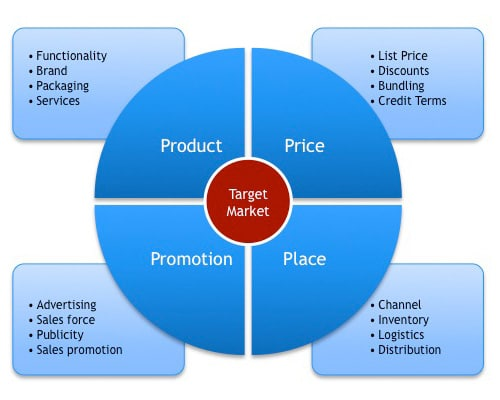 • Functionality
• Brand
• Packaging
• Services
• List Price
• Discounts
• Bundling
• Credit Terms
Product
Price
Target
Market
Promotion
Place
• Advertising
• Sales force
• Publicity
• Sales promotion
• Channel
• Inventory
• Logistics
• Distribution